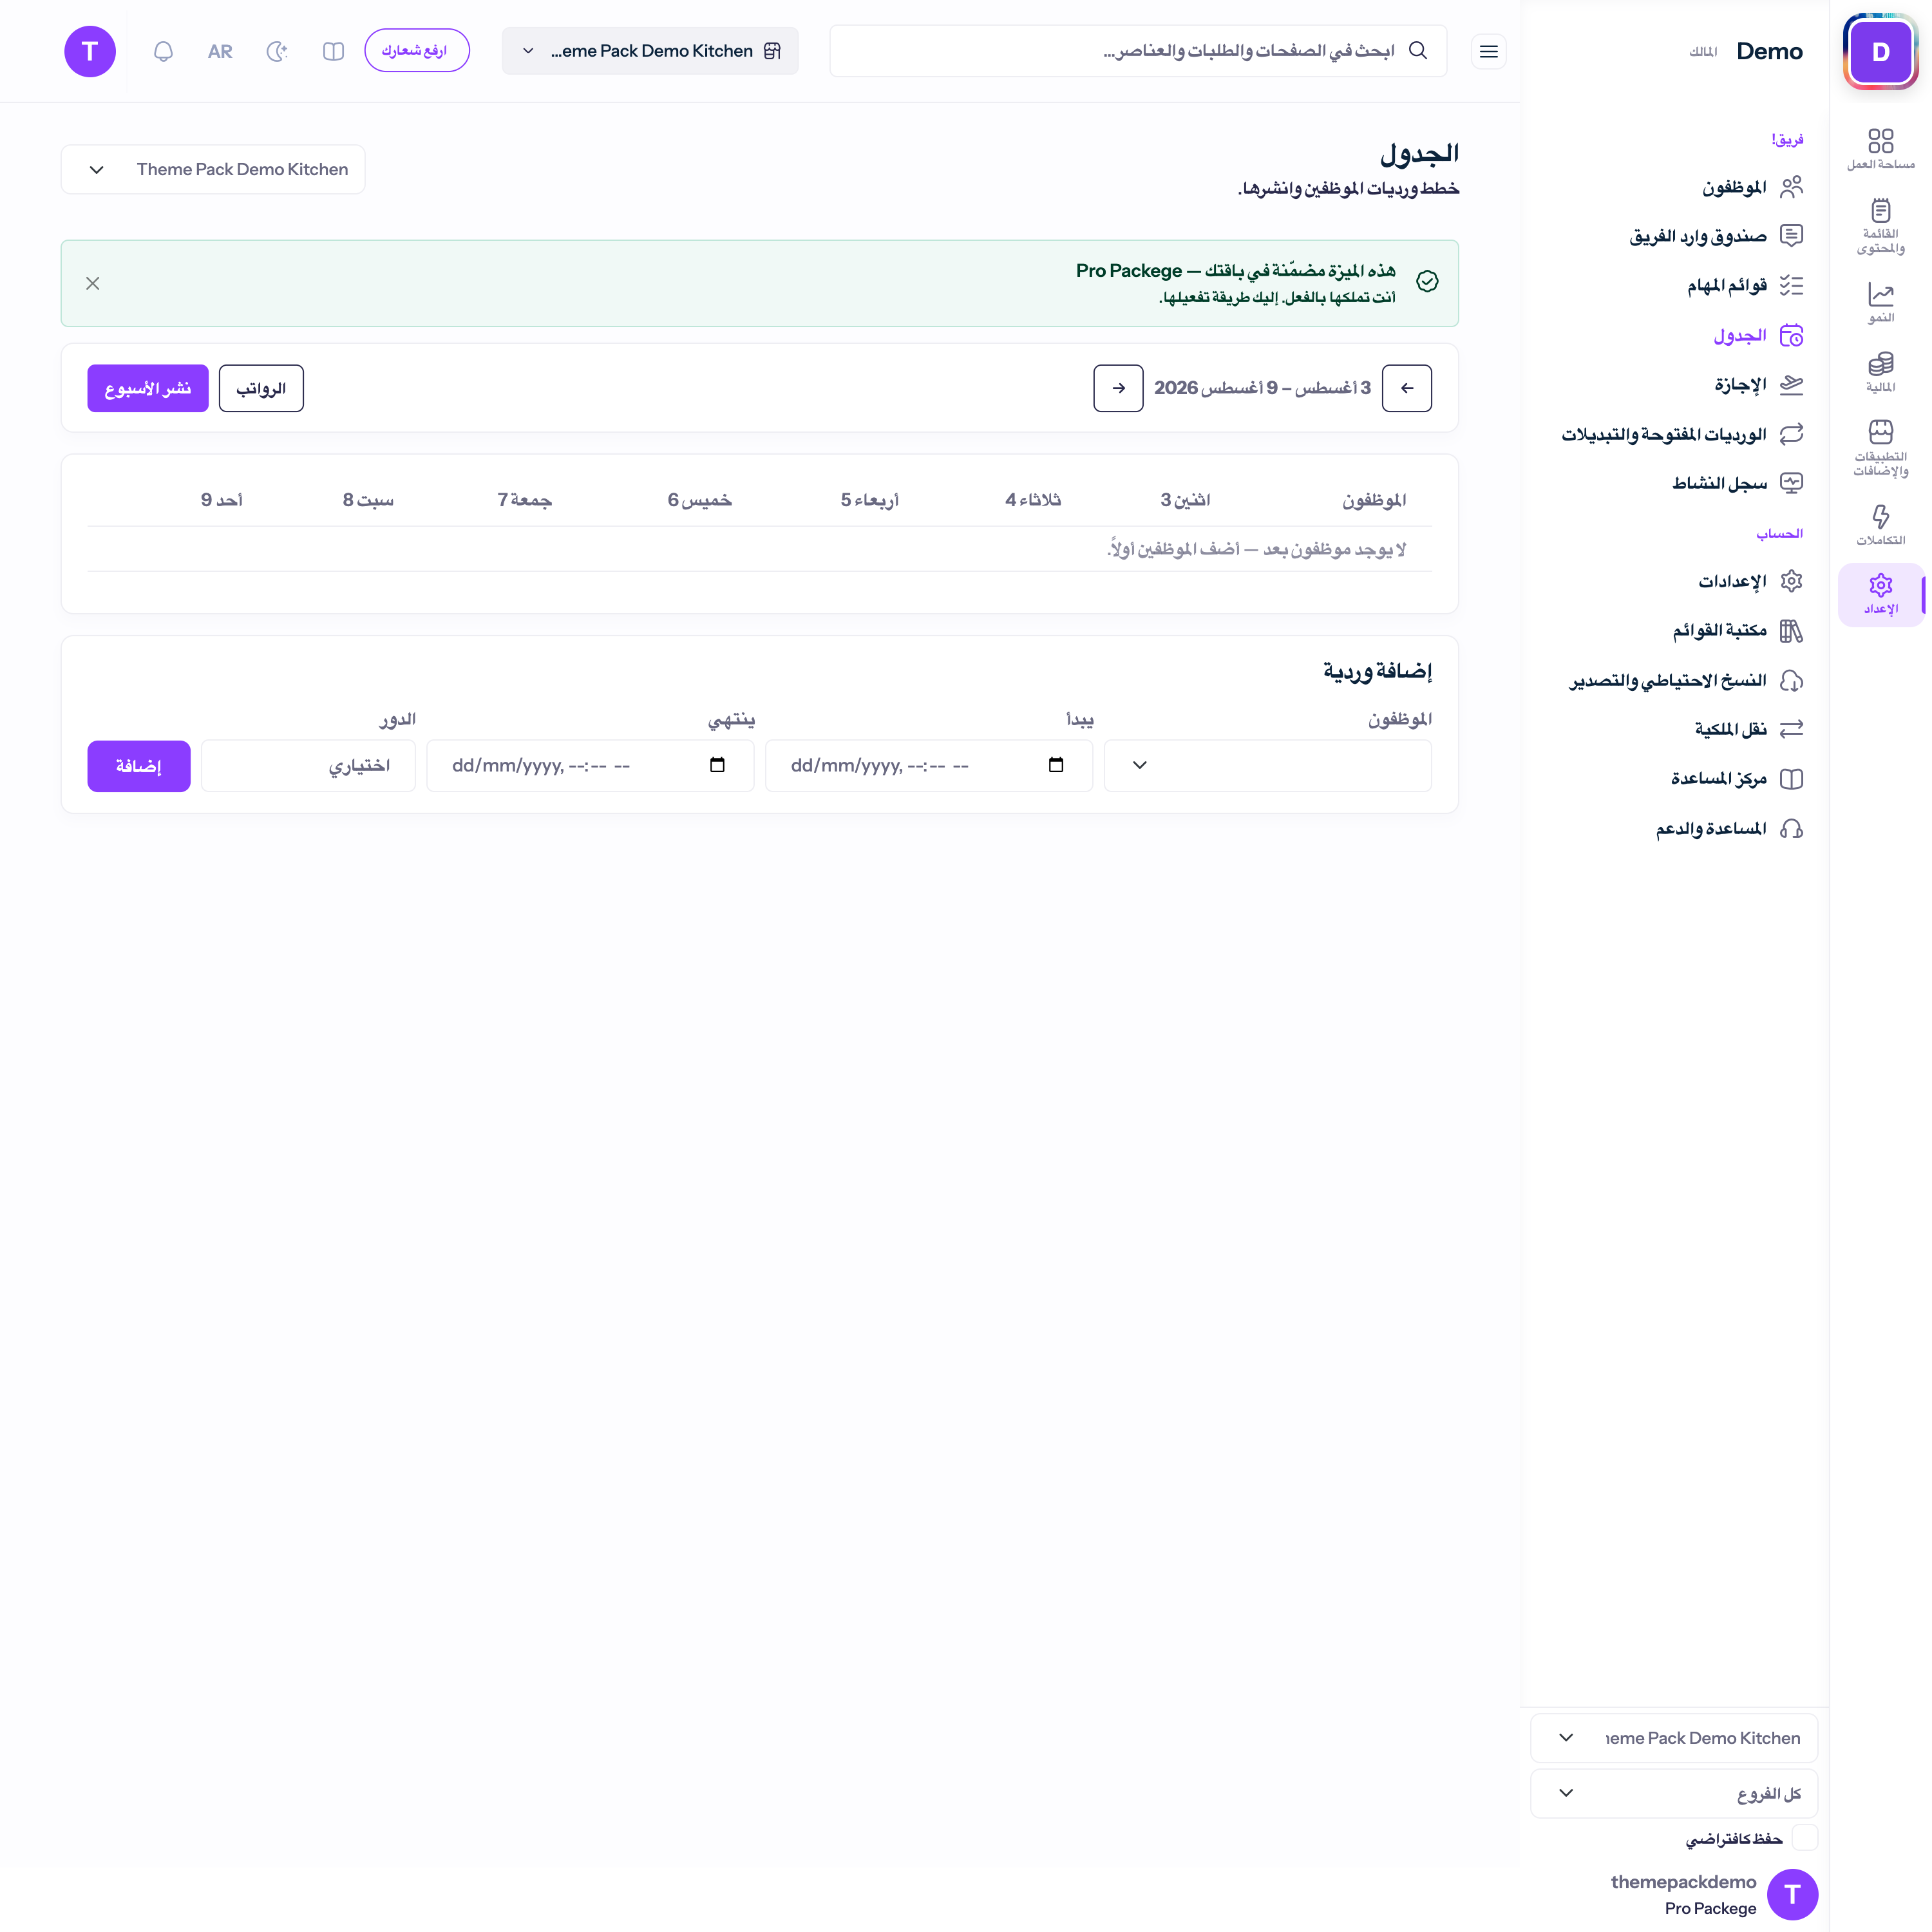 D
مساحة العمل
القائمة
والمحتوى
النمو
المالية
التطبيقات
والإضافات
التكاملات
الإعداد
Demo المالك
فريق!
الموظفون
صندوق وارد الفريق
قوائم المهام
الجدول
الإجازة
الورديات المفتوحة والتبديلات
سجل النشاط
الحساب
الإعدادات
مكتبة القوائم
النسخ الاحتياطي والتصدير
نقل الملكية
مركز المساعدة
المساعدة والدعم
heme Pack Demo Kitchen
كل الفروع
حفظ كافتراضي
themepackdemo
Pro Packege
T
ابحث في الصفحات والطلبات والعناصر...
...eme Pack Demo Kitchen
ارفع شعارك
AR
T
الجدول
خطط ورديات الموظفين وانشرها.
Theme Pack Demo Kitchen
هذه الميزة مضمّنة في باقتك — Pro Packege
أنت تملكها بالفعل. إليك طريقة تفعيلها.
3 أغسطس – 9 أغسطس 2026
الرواتب
نشر الأسبوع
الموظفون اثنين 3 ثلاثاء 4 أربعاء 5 خميس 6 جمعة 7 سبت 8 أحد 9
لا يوجد موظفون بعد — أضف الموظفين أولاً.
إضافة وردية
الموظفون يبدأ ينتهي الدور
dd/mm/yyyy, --:-- -- dd/mm/yyyy, --:-- -- اختياري إضافة